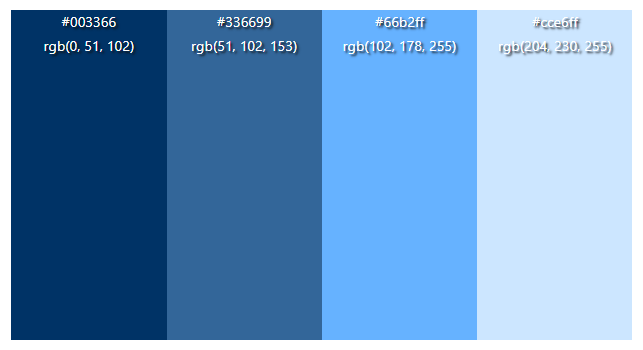 #003366
rgb(0, 51, 102)
#336699
rgb(51, 102, 153)
#66b2ff
rgb(102, 178, 255)
#cce6ff
rgb(204, 230, 255)